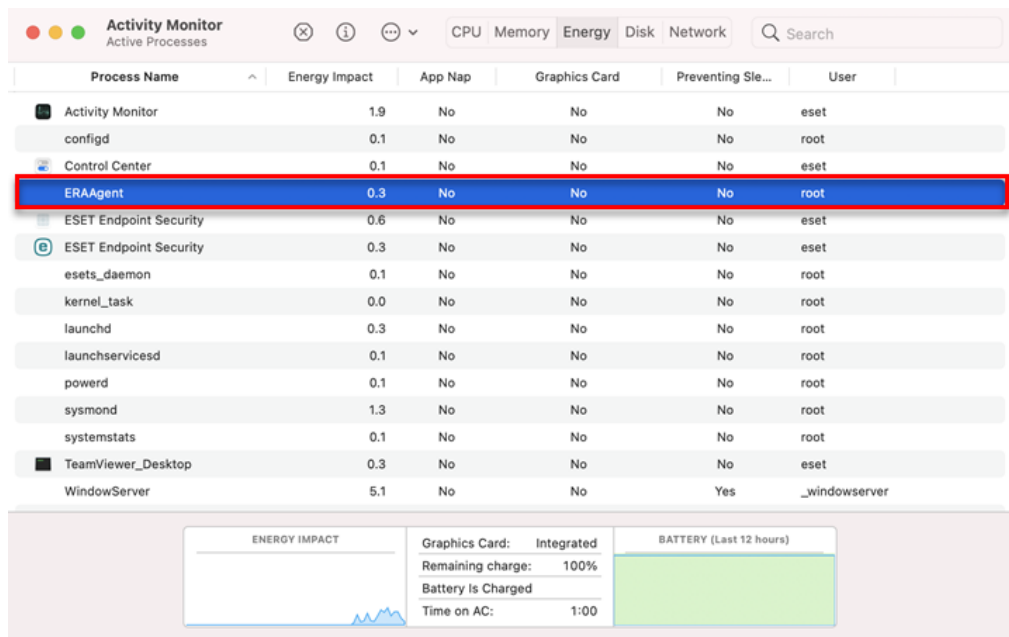 Activity Monitor
Active Processes
CPU Memory Energy Disk Network Search
Process Name Energy Impact App Nap Graphics Card Preventing Sle... User
Activity Monitor 1.9 No No No eset
configd 0.1 No No No root
Control Center 0.1 No No No eset
ERAAgent 0.3 No No No root
ESET Endpoint Security 0.6 No No No eset
ESET Endpoint Security 0.3 No No No eset
esets_daemon 0.1 No No No root
kernel_task 0.0 No No No root
launchd 0.3 No No No root
launchservicesd 0.1 No No No root
powerd 0.1 No No No root
sysmond 1.3 No No No root
systemstats 0.1 No No No root
TeamViewer_Desktop 0.3 No No No eset
WindowServer 5.1 No No Yes _windowserver
ENERGY IMPACT
Graphics Card: Integrated
Remaining charge: 100%
Battery Is Charged
Time on AC: 1:00
BATTERY (Last 12 hours)